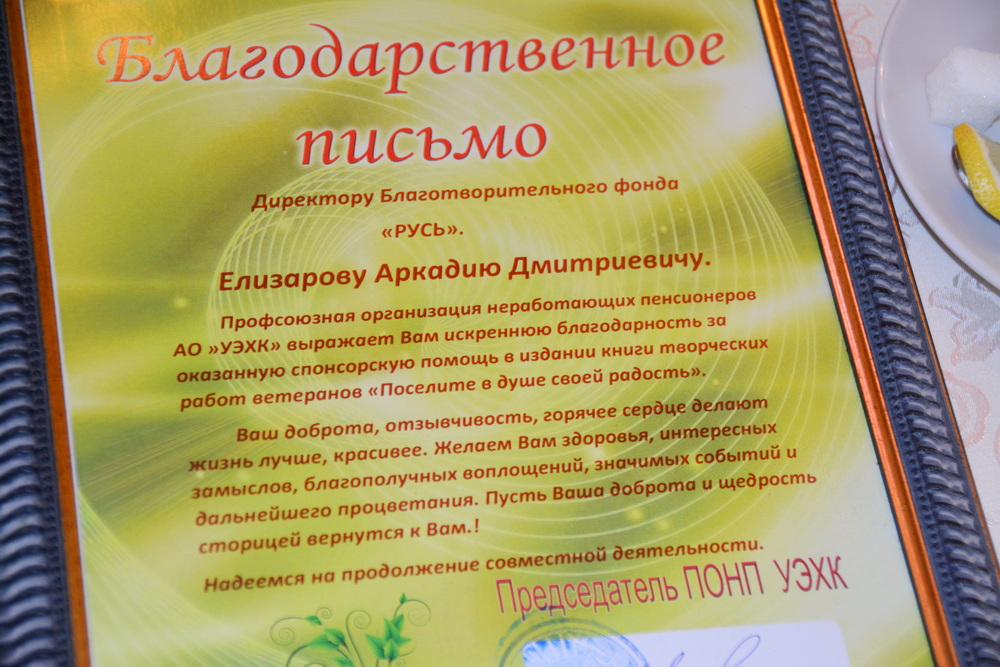 Благодарственное
письмо
Директору Благотворительного фонда
«РУСЬ».
Елизарову Аркадию Дмитриевичу.
Профсоюзная организация неработающих пенсионеров
АО »УЭХК» выражает Вам искреннюю благодарность за
оказанную спонсорскую помощь в издании книги творческих
работ ветеранов «Поселите в душе своей радость».
Ваш доброта, отзывчивость, горячее сердце делают
жизнь лучше, красивее. Желаем Вам здоровья, интересных
замыслов, благополучных воплощений, значимых событий и
дальнейшего процветания. Пусть Ваша доброта и щедрость
сторицей вернутся к Вам.!
Надеемся на продолжение совместной деятельности.
Председатель ПОНП УЭХК